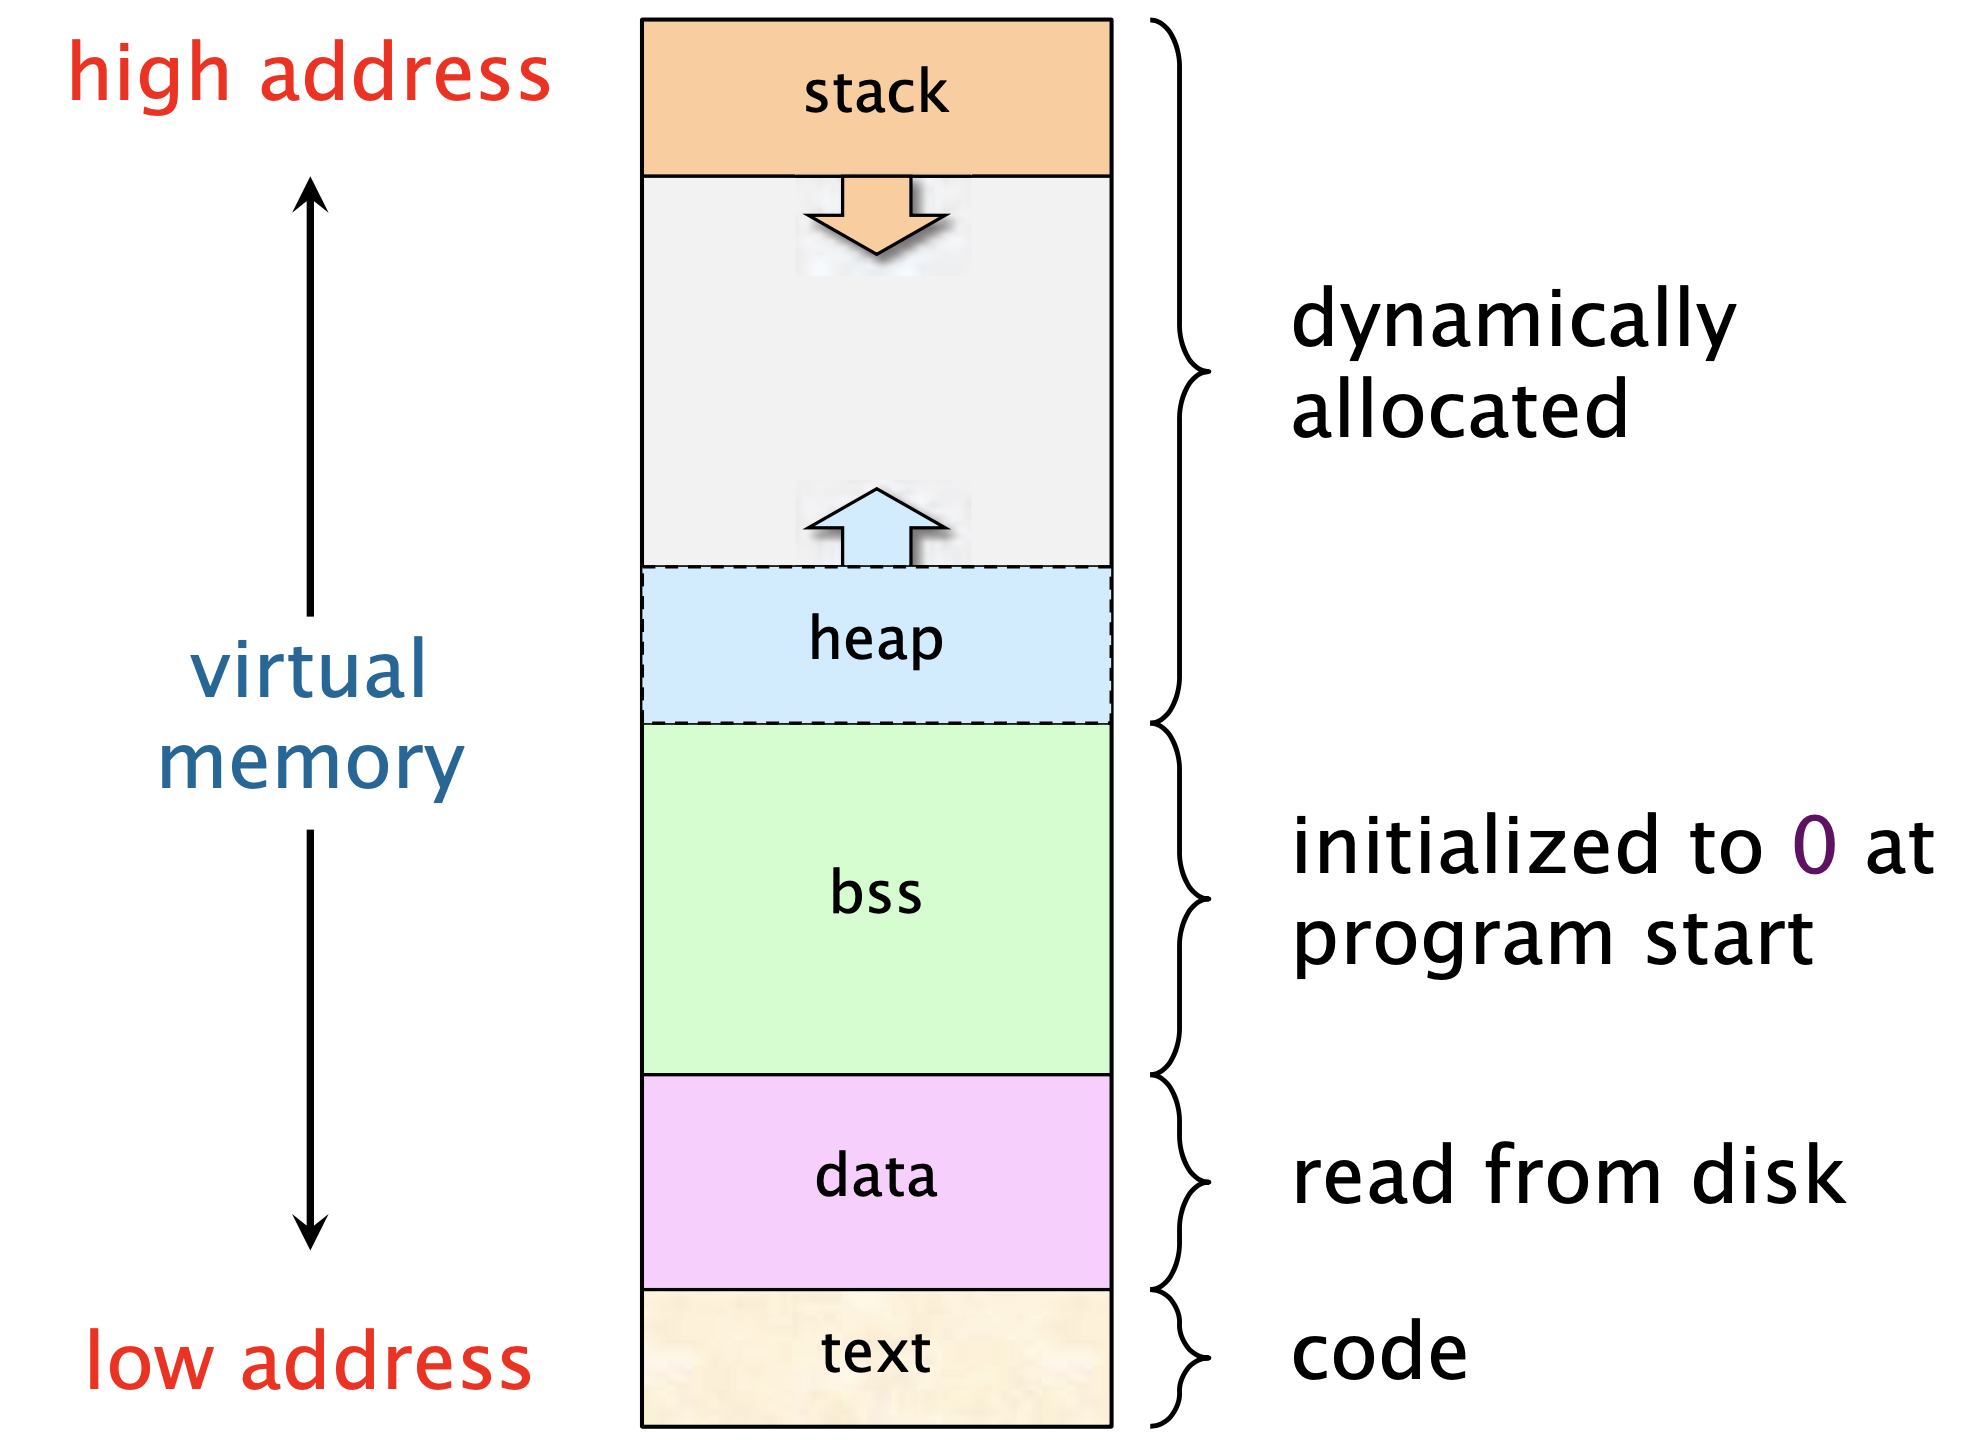 high address
stack
dynamically
allocated
heap
virtual
memory
bss
initialized to 0 at
program start
data
read from disk
low address
text
code